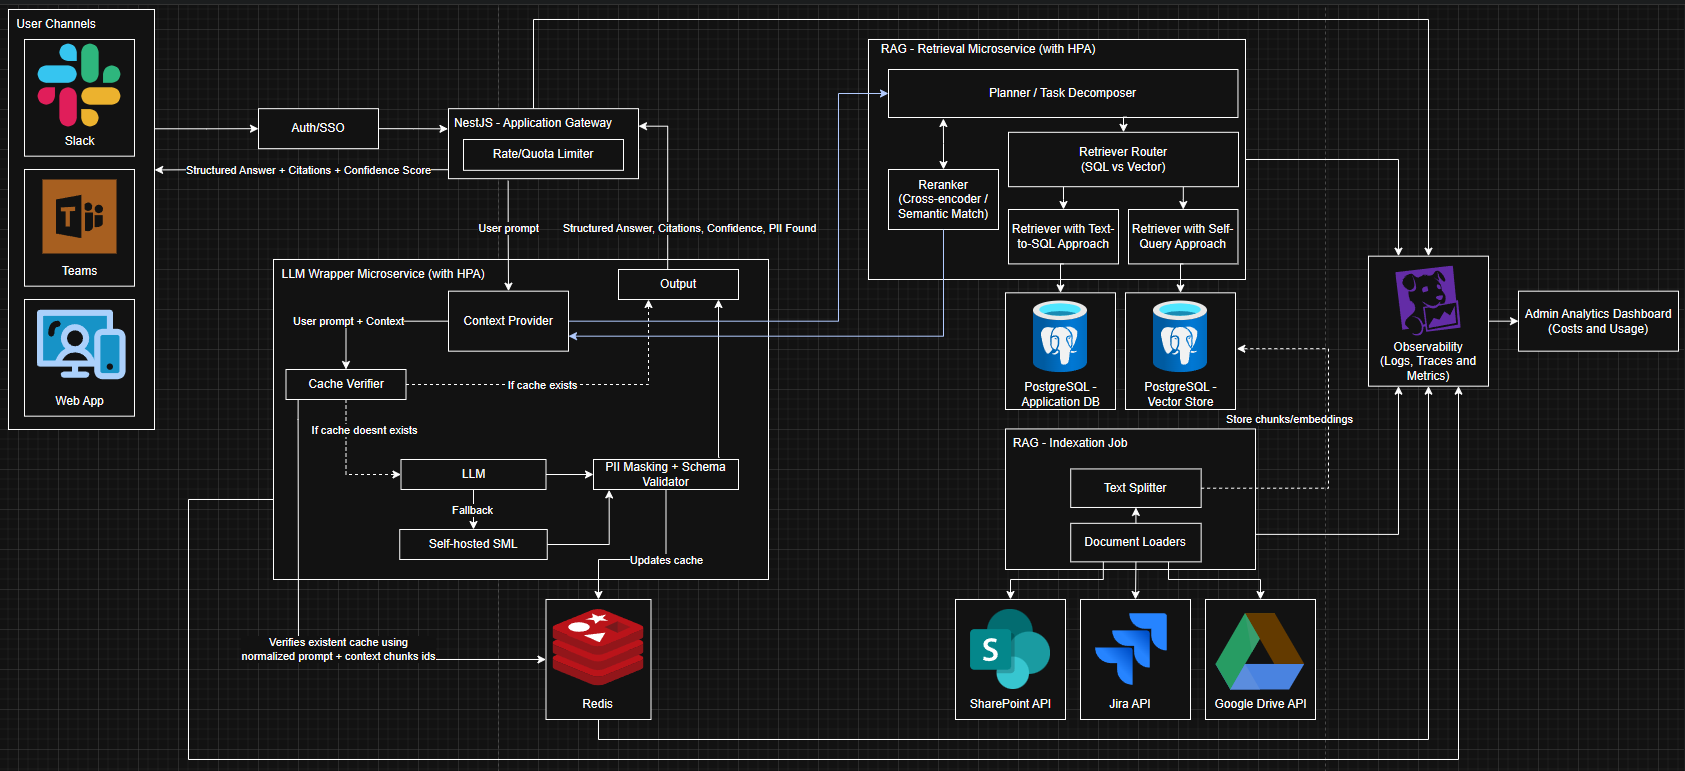 User Channels
Slack
Teams
Web App
Auth/SSO
NestJS - Application Gateway
Rate/Quota Limiter
Structured Answer + Citations + Confidence Score
User prompt
Structured Answer, Citations, Confidence, PII Found
LLM Wrapper Microservice (with HPA)
Output
Context Provider
User prompt + Context
Cache Verifier
If cache exists
If cache doesnt exists
LLM
PII Masking + Schema
Validator
Fallback
Self-hosted SML
Updates cache
Verifies existent cache using
normalized prompt + context chunks ids
Redis
RAG - Retrieval Microservice (with HPA)
Planner / Task Decomposer
Retriever Router
(SQL vs Vector)
Reranker
(Cross-encoder /
Semantic Match)
Retriever with Text-
to-SQL Approach
Retriever with Self-
Query Approach
PostgreSQL -
Application DB
PostgreSQL -
Vector Store
Store chunks/embeddings
RAG - Indexation Job
Text Splitter
Document Loaders
S
SharePoint API
Jira API
Google Drive API
Observability
(Logs, Traces and
Metrics)
Admin Analytics Dashboard
(Costs and Usage)